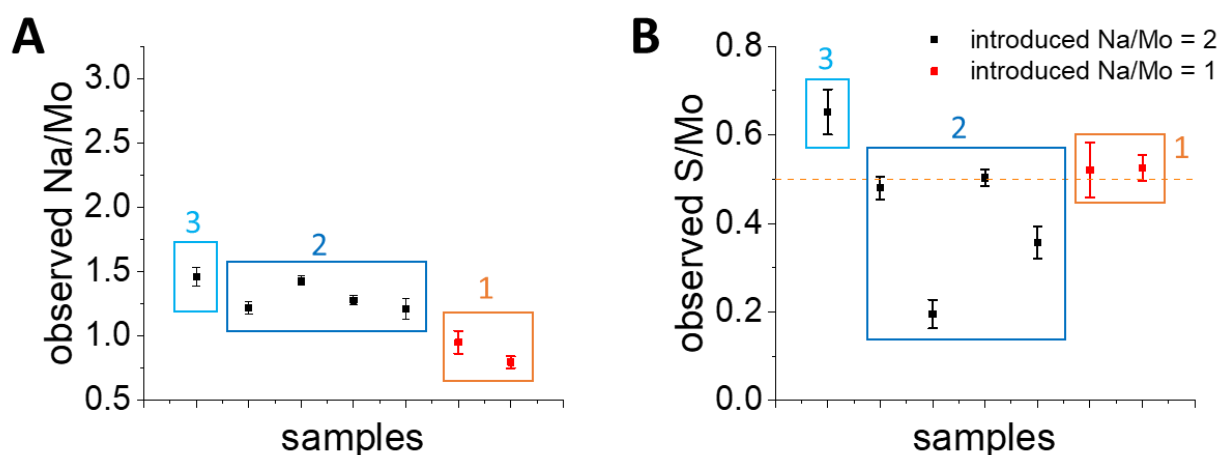 A
observed Na/Mo
3.0
2.5
2.0
1.5
1.0
0.5
3
2
1
samples
B
observed S/Mo
0.8
0.6
0.4
0.2
0.0
introduced Na/Mo = 2
introduced Na/Mo = 1
3
2
1
samples